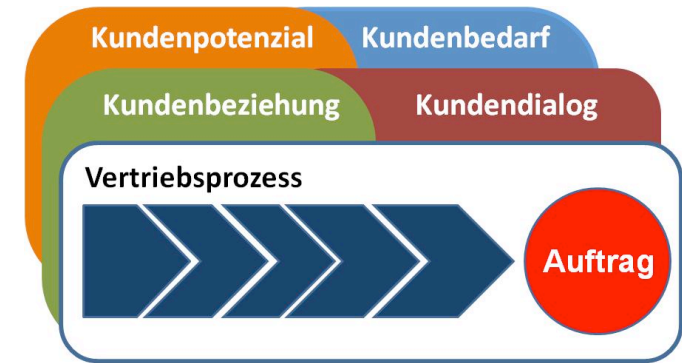 Kundenpotenzial
Kundenbedarf
Kundenbeziehung
Kundendialog
Vertriebsprozess
Auftrag